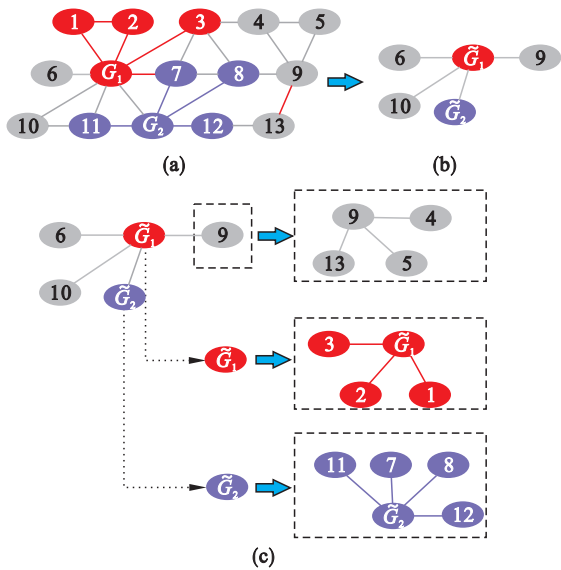 1 2 3 4 5
6 G₁ 7 8 9
10 11 G₂ 12 13
(a)
6 G̃₁ 9
10 G̃₂
(b)
6 G̃₁ 9
10 G̃₂
9 4
13 5
G̃₁
3 G̃₁
2 1
G̃₂
11 7 8
G̃₂ 12
(c)